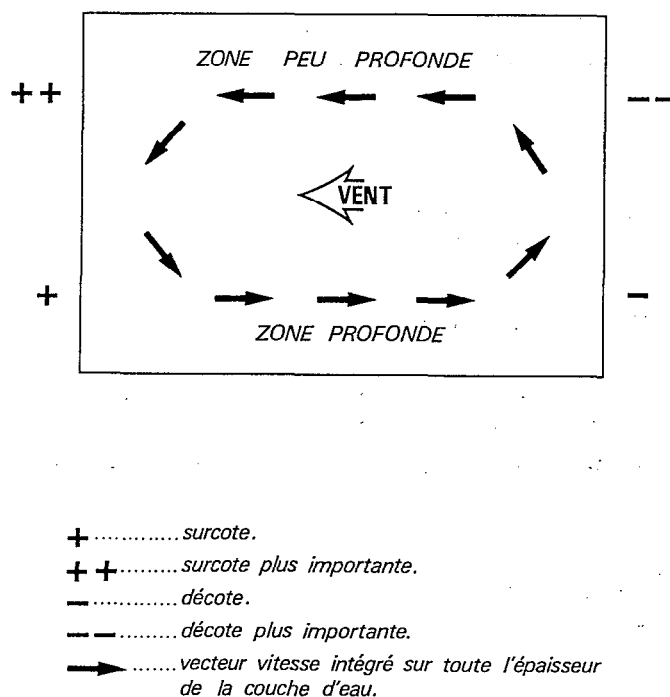 ZONE PEU PROFONDE
++
--
VENT
+
-
ZONE PROFONDE
+ ............ surcote.
+ + ......... surcote plus importante.
- ............ décote.
- - ......... décote plus importante.
....... vecteur vitesse intégré sur toute l'épaisseur
de la couche d'eau.